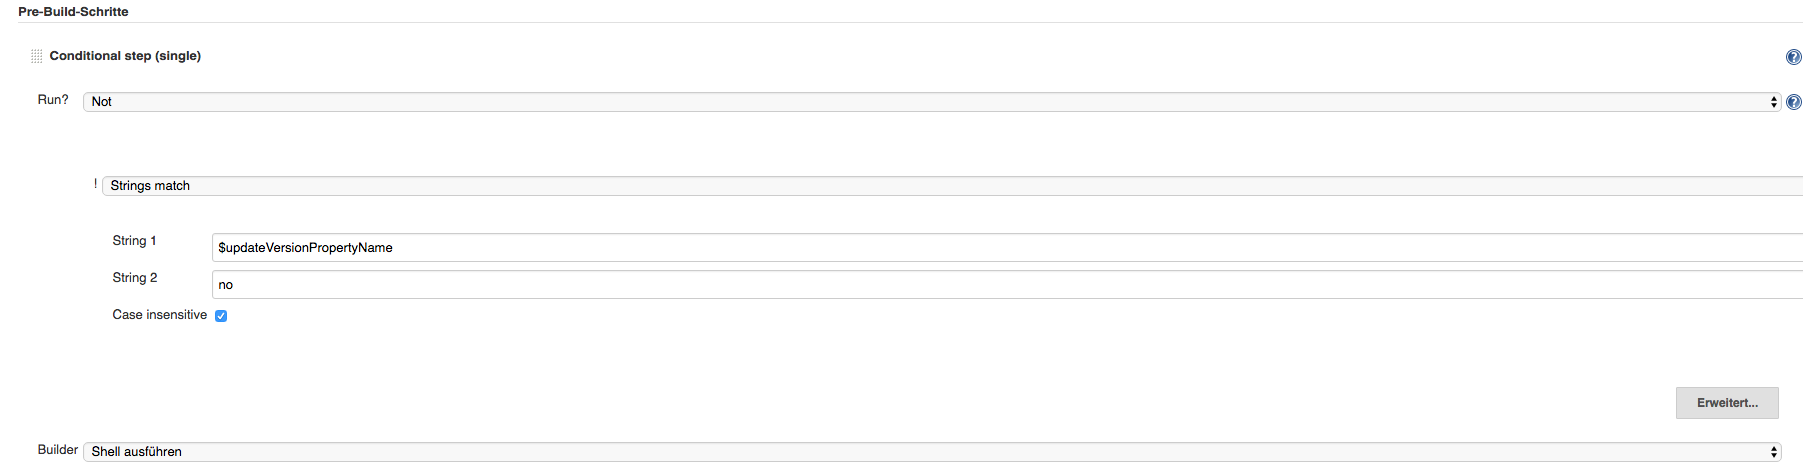 Pre-Build-Schritte
Conditional step (single)
?
Run? Not
?
! Strings match
String 1 $updateVersionPropertyName
String 2 no
Case insensitive
Erweitert...
Builder Shell ausführen